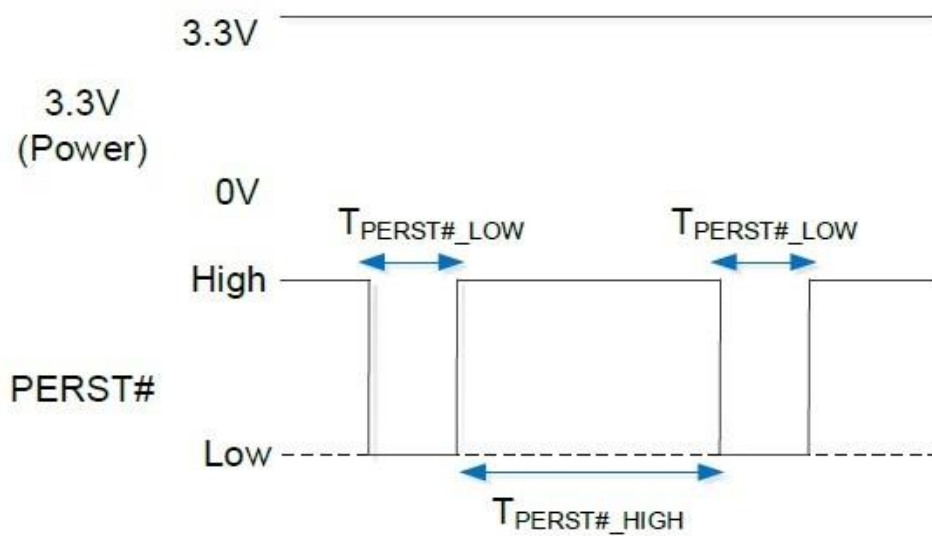 3.3V
3.3V
(Power)
0V
TPERST#_LOW TPERST#_LOW
High
PERST#
Low
TPERST#_HIGH